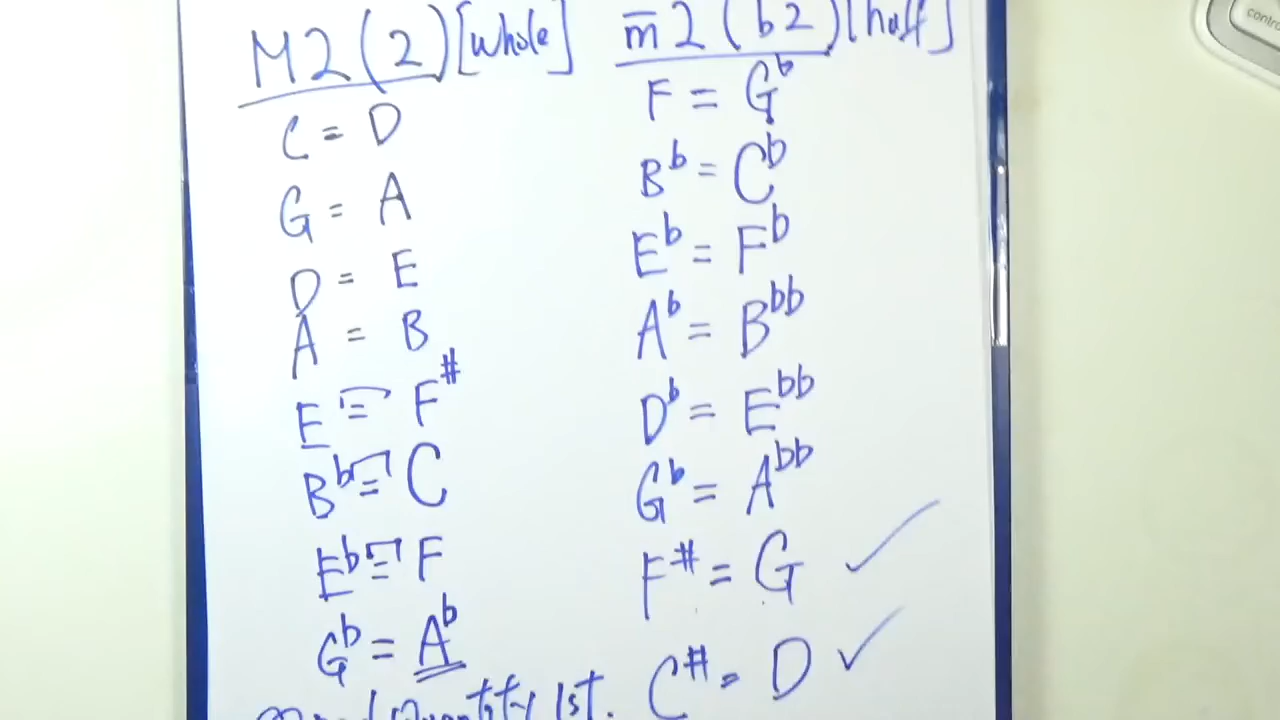 M2 (2) [whole]
C = D
G = A
D = E
A = B
E = F#
Bb = C
Eb = F
Gb = Ab
Quantity 1st.
m2 (b2) [half]
F = Gb
Bb = Cb
Eb = Fb
Ab = Bbb
Db = Ebb
Gb = Abb
F# = G ✓
C# = D ✓